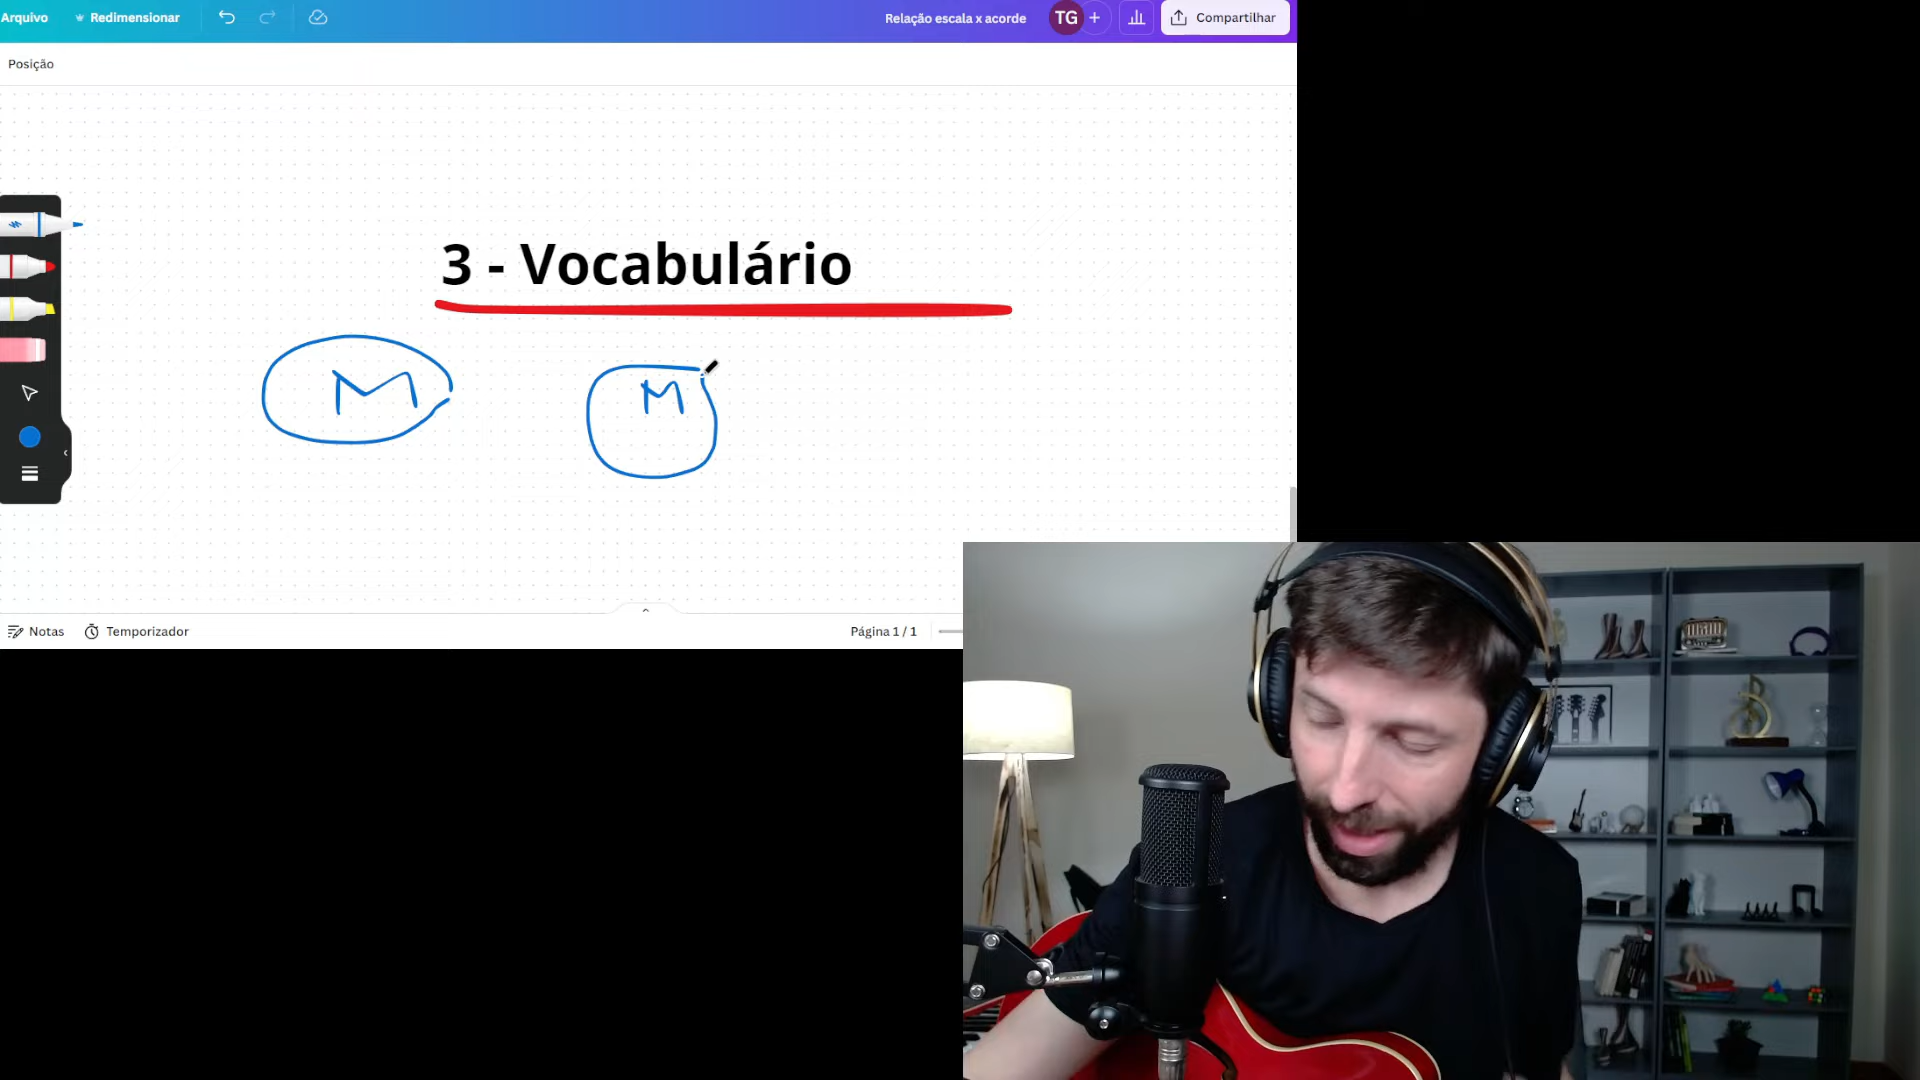 Arquivo
Redimensionar
Relação escala x acorde
TG
Compartilhar
Posição
3 - Vocabulário
M
M
Notas
Temporizador
Página 1 / 1